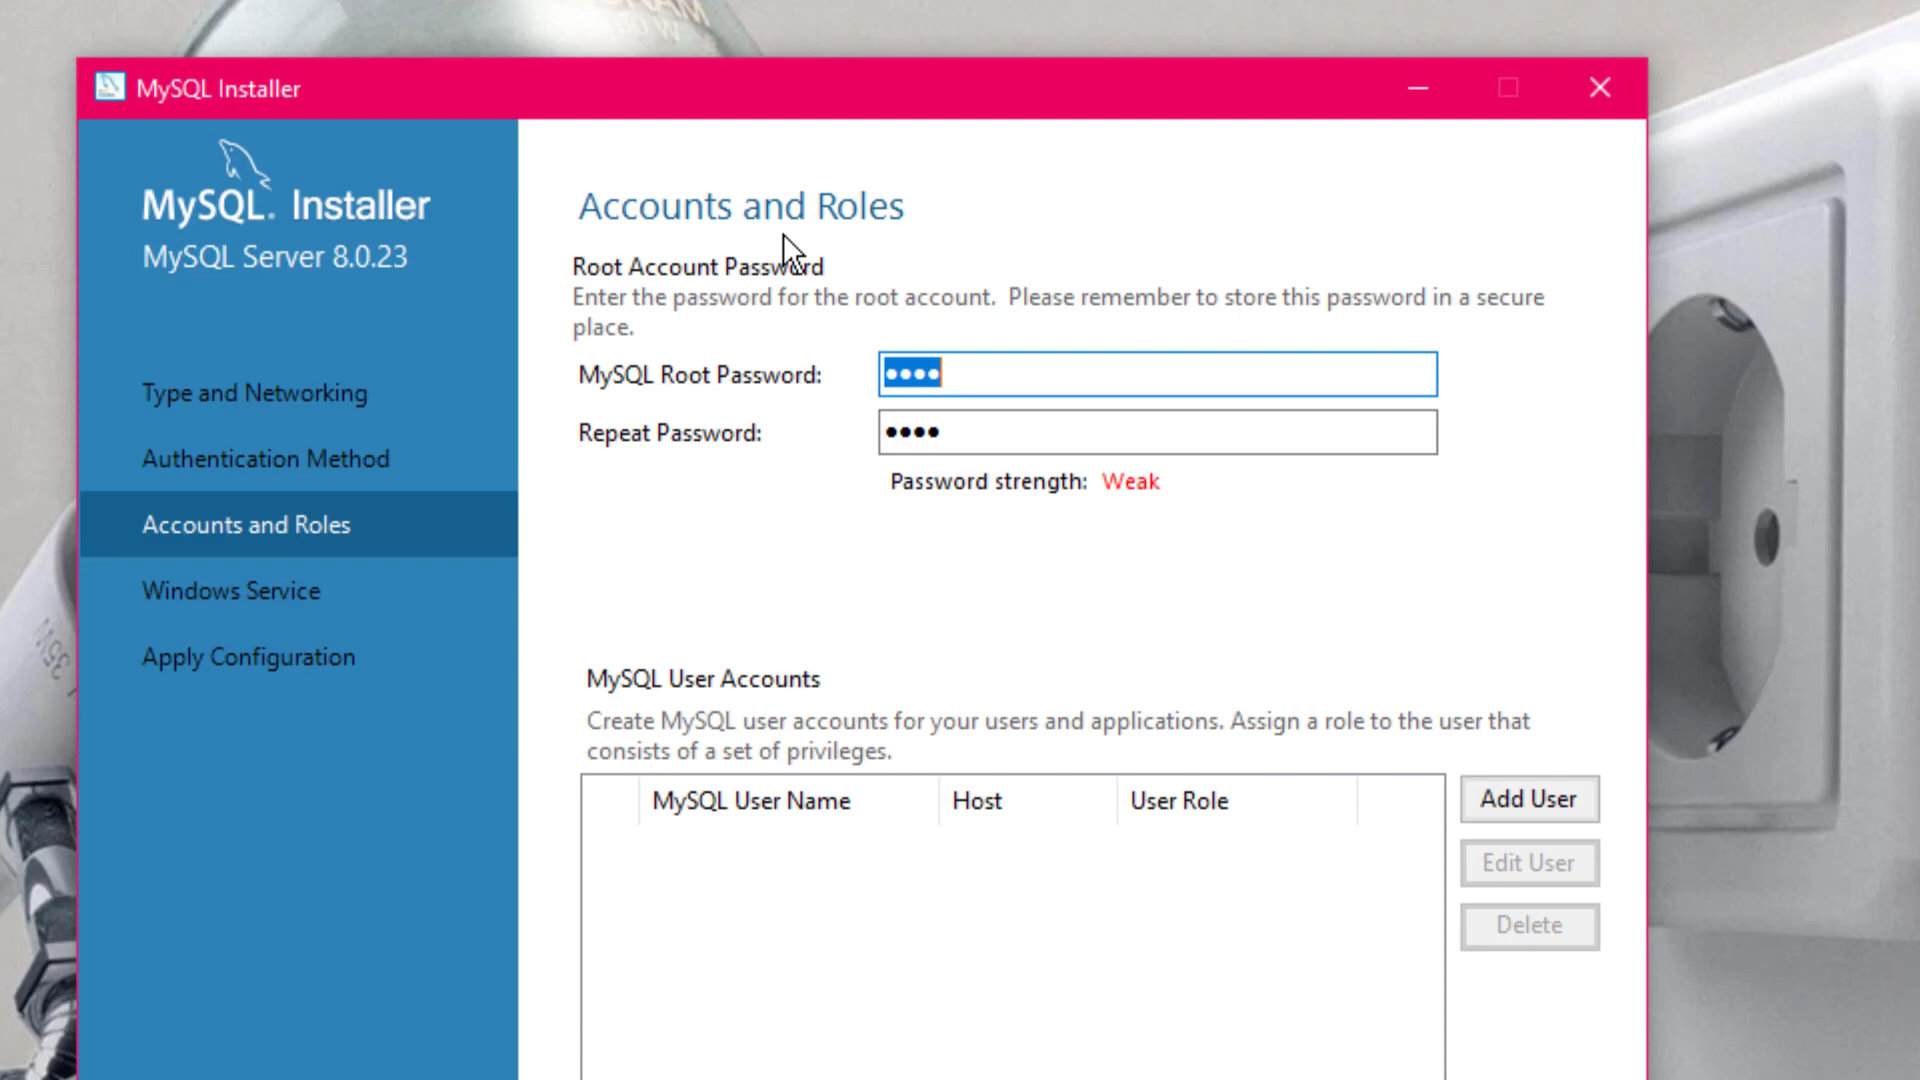 RAM
MySQL Installer
MySQL. Installer
MySQL Server 8.0.23
Type and Networking
Authentication Method
Accounts and Roles
Windows Service
Apply Configuration
Accounts and Roles
Root Account Password
Enter the password for the root account.  Please remember to store this password in a secure
place.
MySQL Root Password:
●●●●
Repeat Password:
●●●●
Password strength: Weak
MySQL User Accounts
Create MySQL user accounts for your users and applications. Assign a role to the user that
consists of a set of privileges.
MySQL User Name Host User Role
Add User
Edit User
Delete
35W